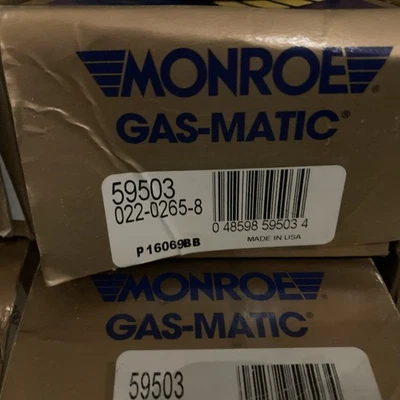 MONROE®
GAS-MATIC®
59503
022-0265-8
0 48598 59503 4
P16069BB
MADE IN USA
MONROE
GAS-MATIC®
59503